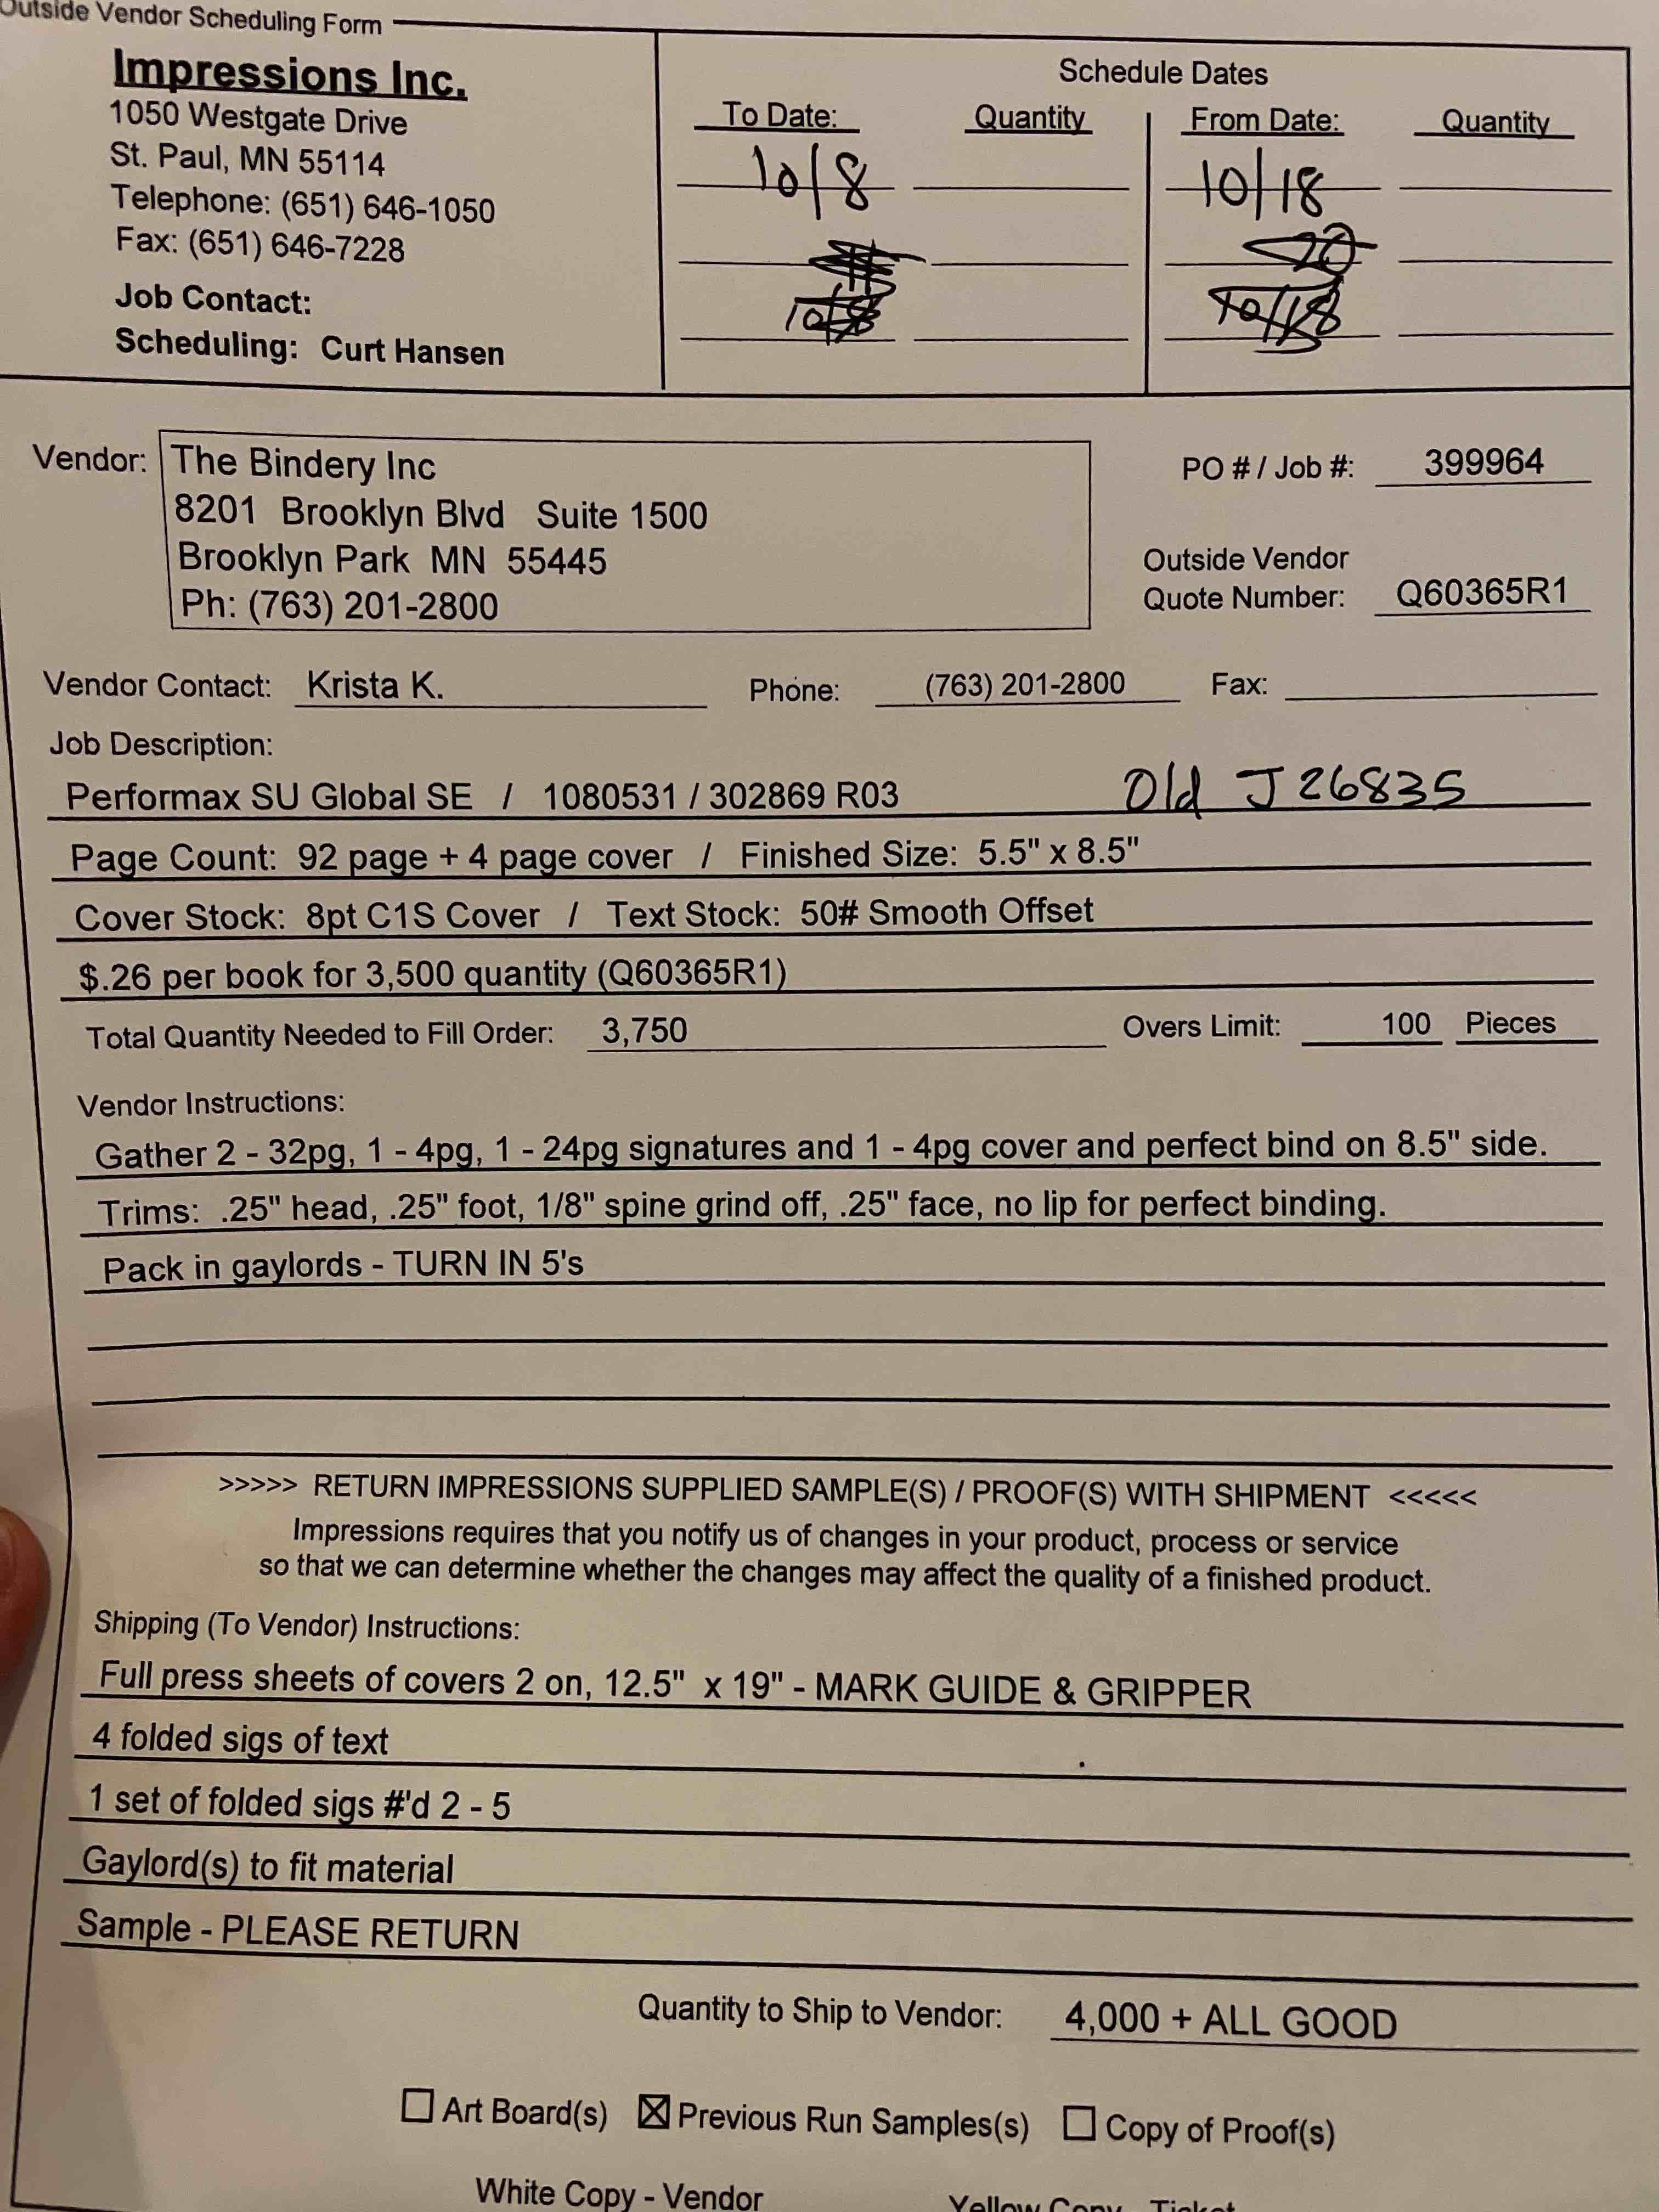 Outside Vendor Scheduling Form
Impressions Inc.
1050 Westgate Drive
St. Paul, MN 55114
Telephone: (651) 646-1050
Fax: (651) 646-7228
Job Contact:
Scheduling: Curt Hansen
Schedule Dates
To Date: Quantity From Date: Quantity
10/8 10/18
20
10/8 10/18
Vendor: The Bindery Inc
8201 Brooklyn Blvd Suite 1500
Brooklyn Park MN 55445
Ph: (763) 201-2800
PO # / Job #: 399964
Outside Vendor
Quote Number: Q60365R1
Vendor Contact: Krista K. Phone: (763) 201-2800 Fax:
Job Description:
Performax SU Global SE / 1080531 / 302869 R03 Old J26835
Page Count: 92 page + 4 page cover / Finished Size: 5.5" x 8.5"
Cover Stock: 8pt C1S Cover / Text Stock: 50# Smooth Offset
$.26 per book for 3,500 quantity (Q60365R1)
Total Quantity Needed to Fill Order: 3,750 Overs Limit: 100 Pieces
Vendor Instructions:
Gather 2 - 32pg, 1 - 4pg, 1 - 24pg signatures and 1 - 4pg cover and perfect bind on 8.5" side.
Trims: .25" head, .25" foot, 1/8" spine grind off, .25" face, no lip for perfect binding.
Pack in gaylords - TURN IN 5's
>>>>> RETURN IMPRESSIONS SUPPLIED SAMPLE(S) / PROOF(S) WITH SHIPMENT <<<<<
Impressions requires that you notify us of changes in your product, process or service
so that we can determine whether the changes may affect the quality of a finished product.
Shipping (To Vendor) Instructions:
Full press sheets of covers 2 on, 12.5" x 19" - MARK GUIDE & GRIPPER
4 folded sigs of text
1 set of folded sigs #'d 2 - 5
Gaylord(s) to fit material
Sample - PLEASE RETURN
Quantity to Ship to Vendor: 4,000 + ALL GOOD
Art Board(s) Previous Run Samples(s) Copy of Proof(s)
White Copy - Vendor Yellow Copy - Ticket